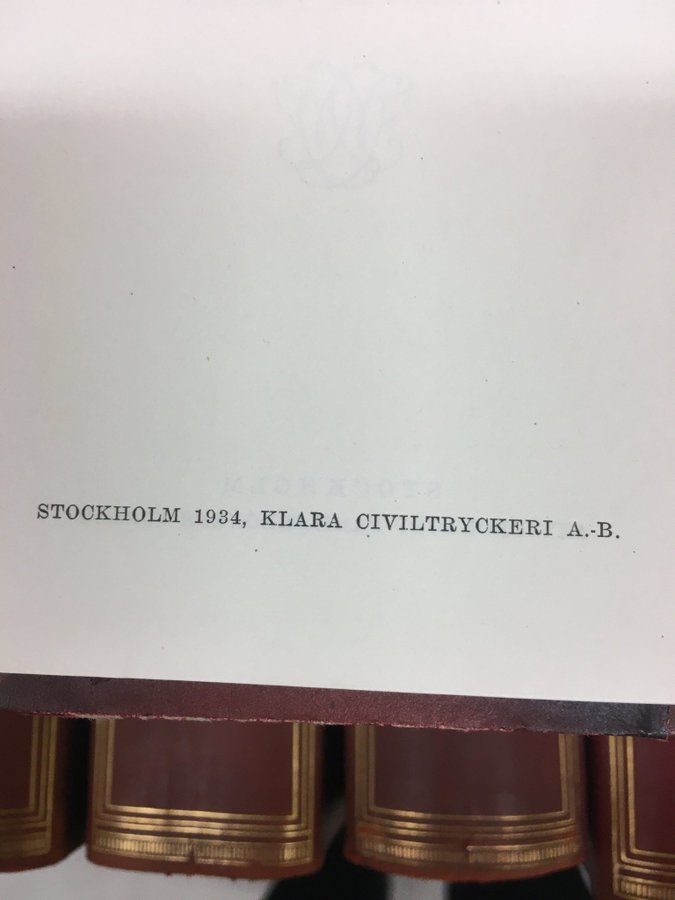 STOCKHOLM 1934, KLARA CIVILTRYCKERI A.-B.